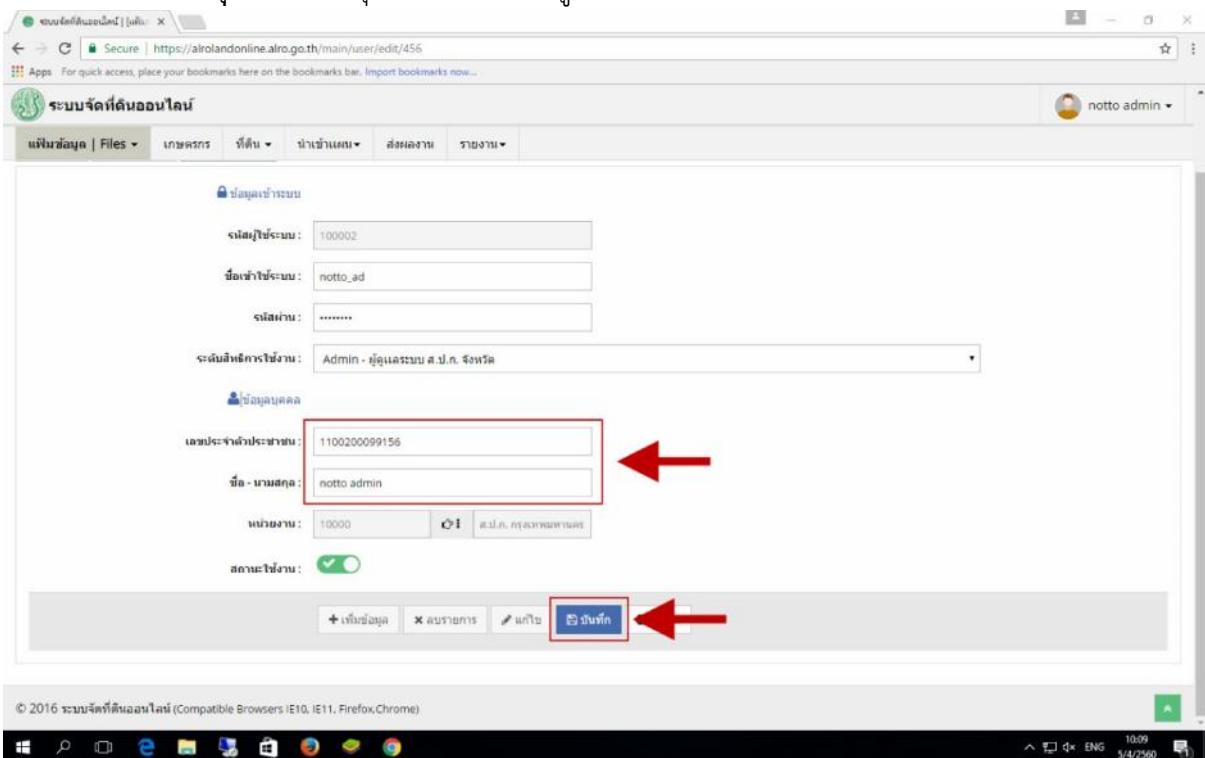 ระบบจัดที่ดินออนไลน์ | [แฟ้ม
Secure | https://alrolandonline.alro.go.th/main/user/edit/456
Apps For quick access, place your bookmarks here on the bookmarks bar. Import bookmarks now...
ระบบจัดที่ดินออนไลน์ notto admin
แฟ้มข้อมูล | Files เกษตรกร ที่ดิน นำเข้าแผน ส่งผลงาน รายงาน
ข้อมูลเข้าระบบ
รหัสผู้ใช้ระบบ : 100002
ชื่อเข้าใช้ระบบ : notto_ad
รหัสผ่าน : ••••••••
ระดับสิทธิการใช้งาน : Admin - ผู้ดูแลระบบ ส.ป.ก. จังหวัด
ข้อมูลบุคคล
เลขประจำตัวประชาชน : 1100200099156
ชื่อ - นามสกุล : notto admin
หน่วยงาน : 10000 ส.ป.ก. กรุงเทพมหานคร
สถานะใช้งาน :
เพิ่มข้อมูล ลบรายการ แก้ไข บันทึก
© 2016 ระบบจัดที่ดินออนไลน์ (Compatible Browsers IE10, IE11, Firefox,Chrome)
ENG 10:09
5/4/2560